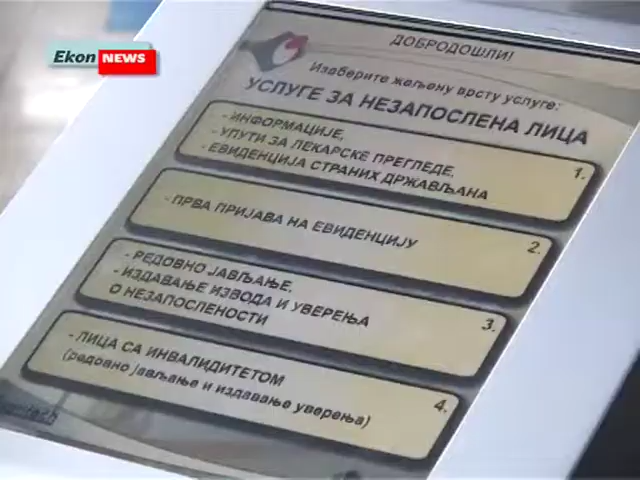 Ekon NEWS
ДОБРОДОШЛИ!
Изаберите жељену врсту услуге:
УСЛУГЕ ЗА НЕЗАПОСЛЕНА ЛИЦА
- ИНФОРМАЦИЈЕ,
- УПУТИ ЗА ЛЕКАРСКЕ ПРЕГЛЕДЕ,
- ЕВИДЕНЦИЈА СТРАНИХ ДРЖАВЉАНА
1.
- ПРВА ПРИЈАВА НА ЕВИДЕНЦИЈУ
2.
- РЕДОВНО ЈАВЉАЊЕ,
- ИЗДАВАЊЕ ИЗВОДА И УВЕРЕЊА
О НЕЗАПОСЛЕНОСТИ
3.
- ЛИЦА СА ИНВАЛИДИТЕТОМ
(редовно јављање и издавање уверења)
4.